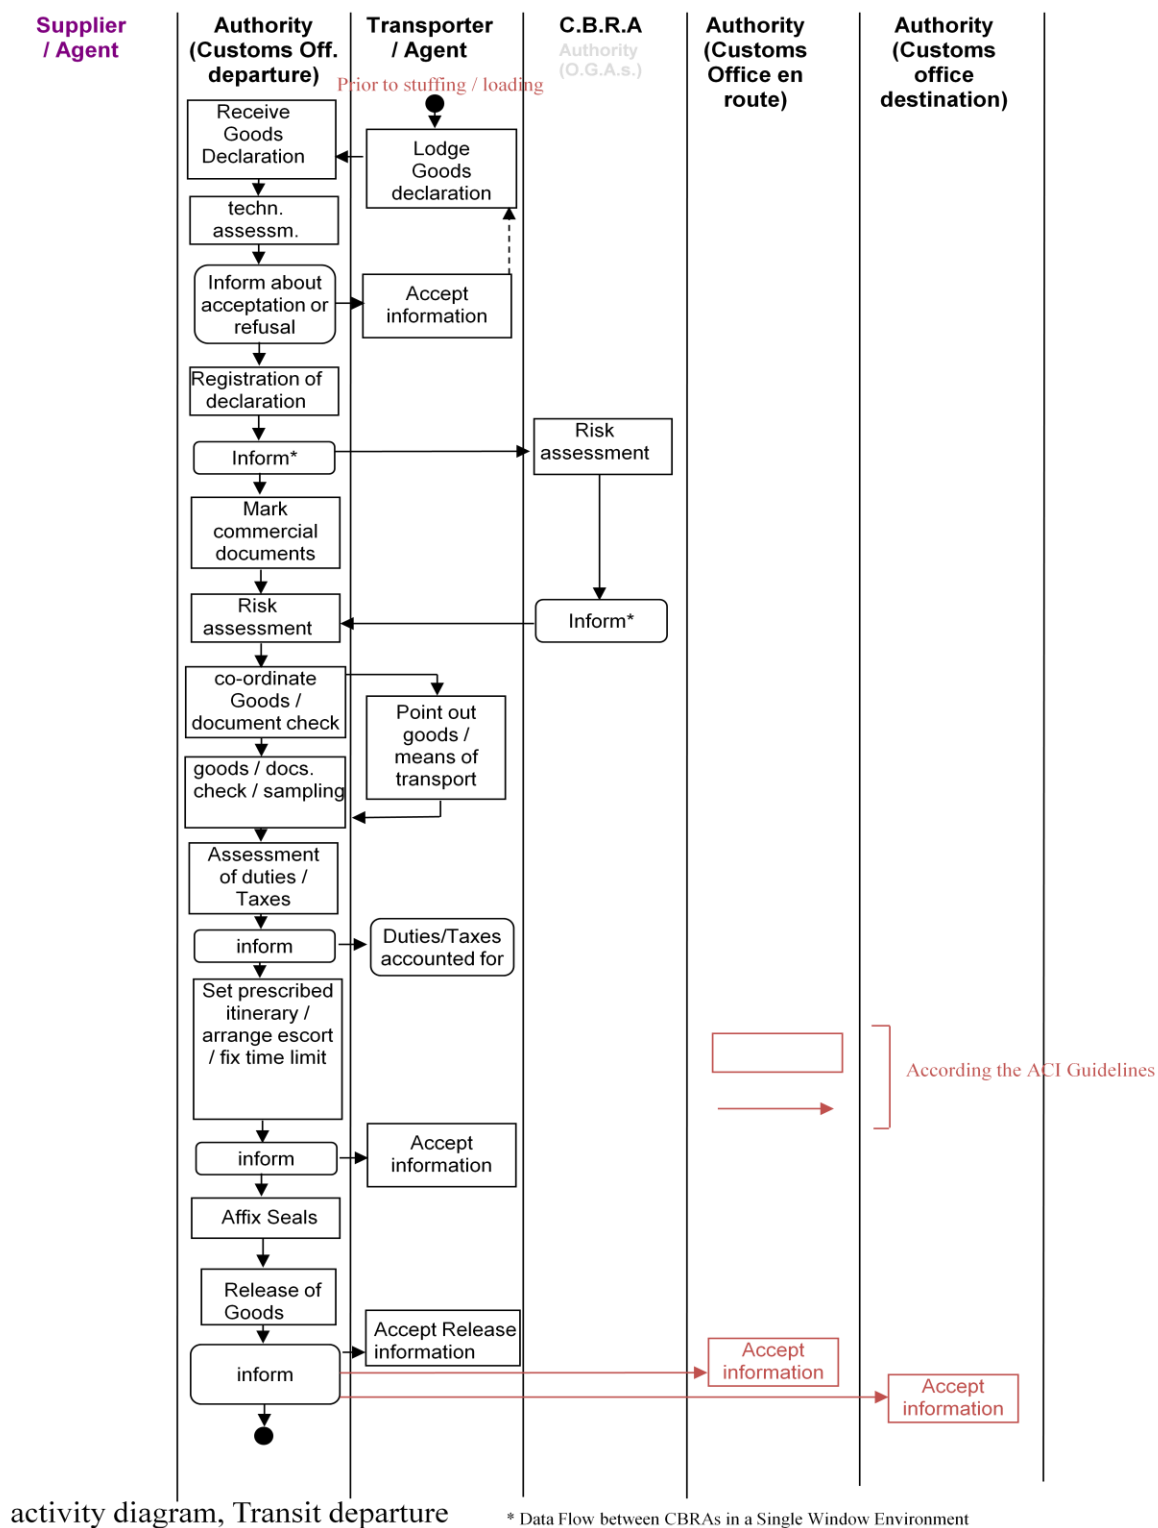 Supplier
/ Agent
Authority
(Customs Off.
departure)
Transporter
/ Agent
C.B.R.A
Authority
(O.G.A.s.)
Authority
(Customs
Office en
route)
Authority
(Customs
office
destination)
Prior to stuffing / loading
Receive
Goods
Declaration
Lodge
Goods
declaration
techn.
assessm.
Inform about
acceptation or
refusal
Accept
information
Registration of
declaration
Inform*
Risk
assessment
Mark
commercial
documents
Risk
assessment
Inform*
co-ordinate
Goods /
document check
Point out
goods /
means of
transport
goods / docs.
check / sampling
Assessment
of duties /
Taxes
inform
Duties/Taxes
accounted for
Set prescribed
itinerary /
arrange escort
/ fix time limit
According the ACI Guidelines
inform
Accept
information
Affix Seals
Release of
Goods
Accept Release
information
inform
Accept
information
Accept
information
activity diagram, Transit departure
* Data Flow between CBRAs in a Single Window Environment